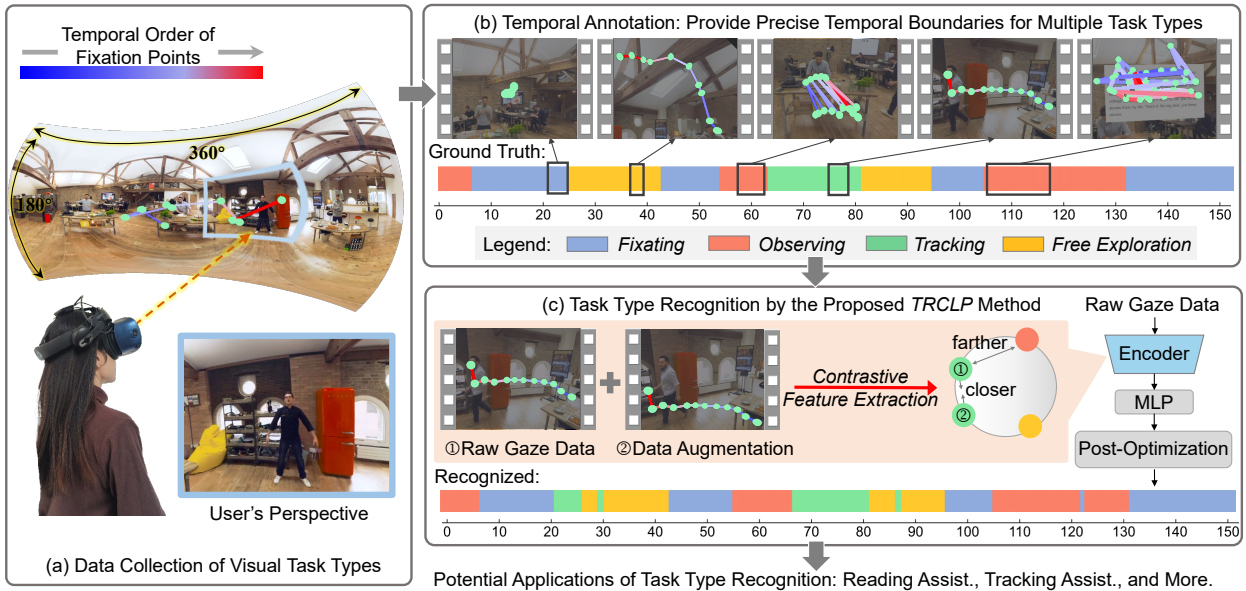 Temporal Order of
Fixation Points
360°
180°
User's Perspective
(a) Data Collection of Visual Task Types
(b) Temporal Annotation: Provide Precise Temporal Boundaries for Multiple Task Types
Ground Truth:
0 10 20 30 40 50 60 70 80 90 100 110 120 130 140 150
Legend: Fixating Observing Tracking Free Exploration
(c) Task Type Recognition by the Proposed TRCLP Method
①Raw Gaze Data
②Data Augmentation
Contrastive
Feature Extraction
farther
①
closer
②
Raw Gaze Data
Encoder
MLP
Post-Optimization
Recognized:
0 10 20 30 40 50 60 70 80 90 100 110 120 130 140 150
Potential Applications of Task Type Recognition: Reading Assist., Tracking Assist., and More.